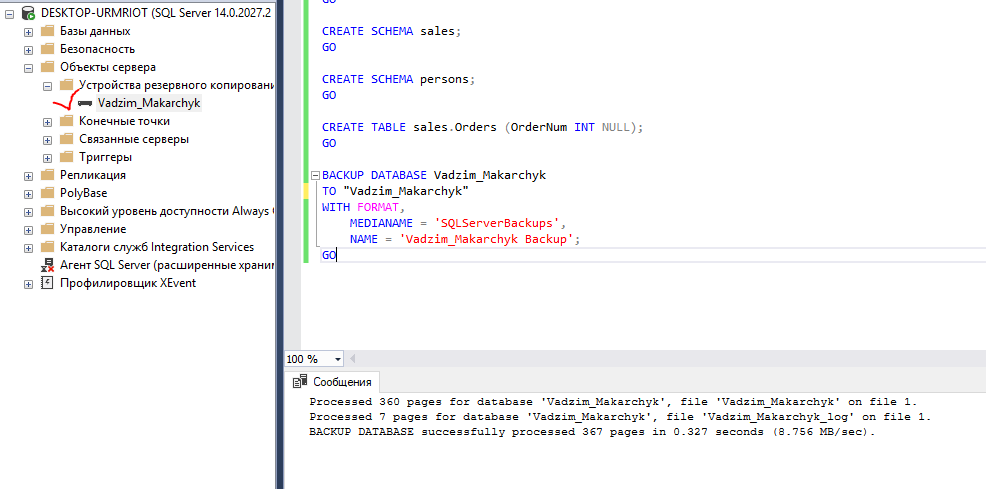 DESKTOP-URMRIOT (SQL Server 14.0.2027.2
Базы данных
Безопасность
Объекты сервера
Устройства резервного копировани
Vadzim_Makarchyk
Конечные точки
Связанные серверы
Триггеры
Репликация
PolyBase
Высокий уровень доступности Always
Управление
Каталоги служб Integration Services
Агент SQL Server (расширенные храним
Профилировщик XEvent
GO
CREATE SCHEMA sales;
GO
CREATE SCHEMA persons;
GO
CREATE TABLE sales.Orders (OrderNum INT NULL);
GO
BACKUP DATABASE Vadzim_Makarchyk
TO "Vadzim_Makarchyk"
WITH FORMAT,
MEDIANAME = 'SQLServerBackups',
NAME = 'Vadzim_Makarchyk Backup';
GO
100 %
Сообщения
Processed 360 pages for database 'Vadzim_Makarchyk', file 'Vadzim_Makarchyk' on file 1.
Processed 7 pages for database 'Vadzim_Makarchyk', file 'Vadzim_Makarchyk_log' on file 1.
BACKUP DATABASE successfully processed 367 pages in 0.327 seconds (8.756 MB/sec).